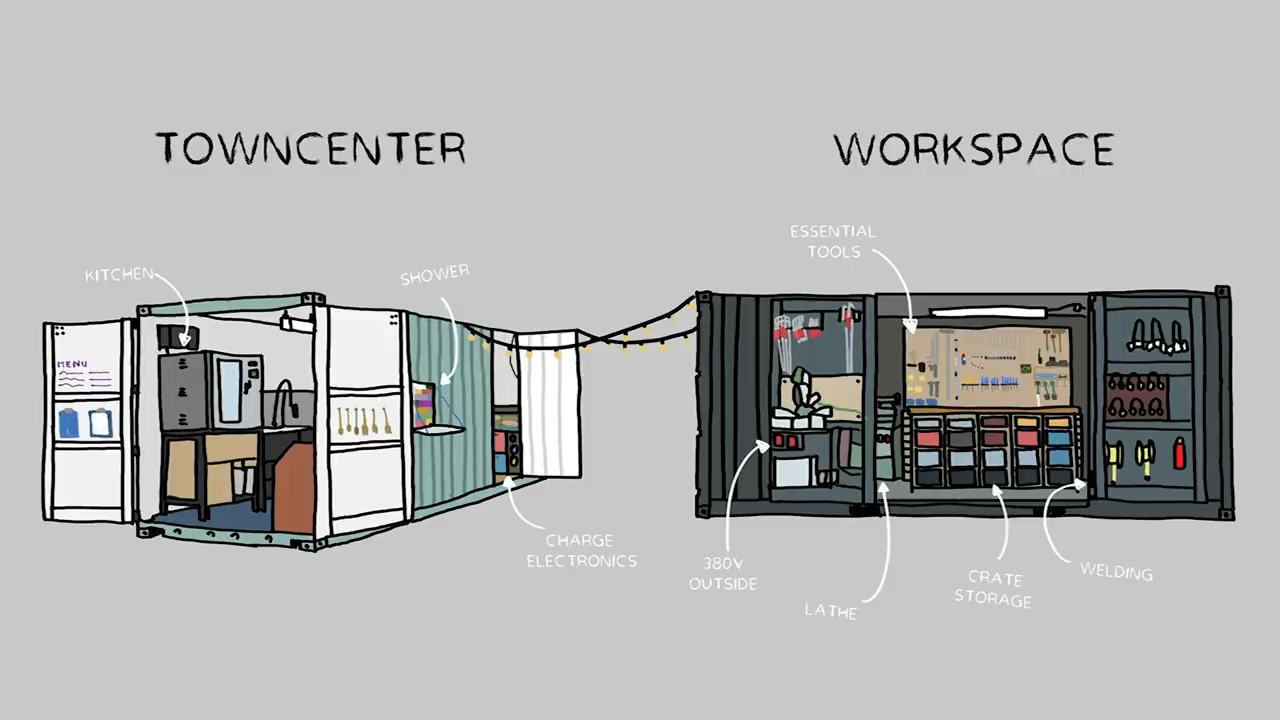 TOWNCENTER
WORKSPACE
ESSENTIAL
TOOLS
KITCHEN
SHOWER
MENU
CHARGE
ELECTRONICS
380V
OUTSIDE
LATHE
CRATE
STORAGE
WELDING